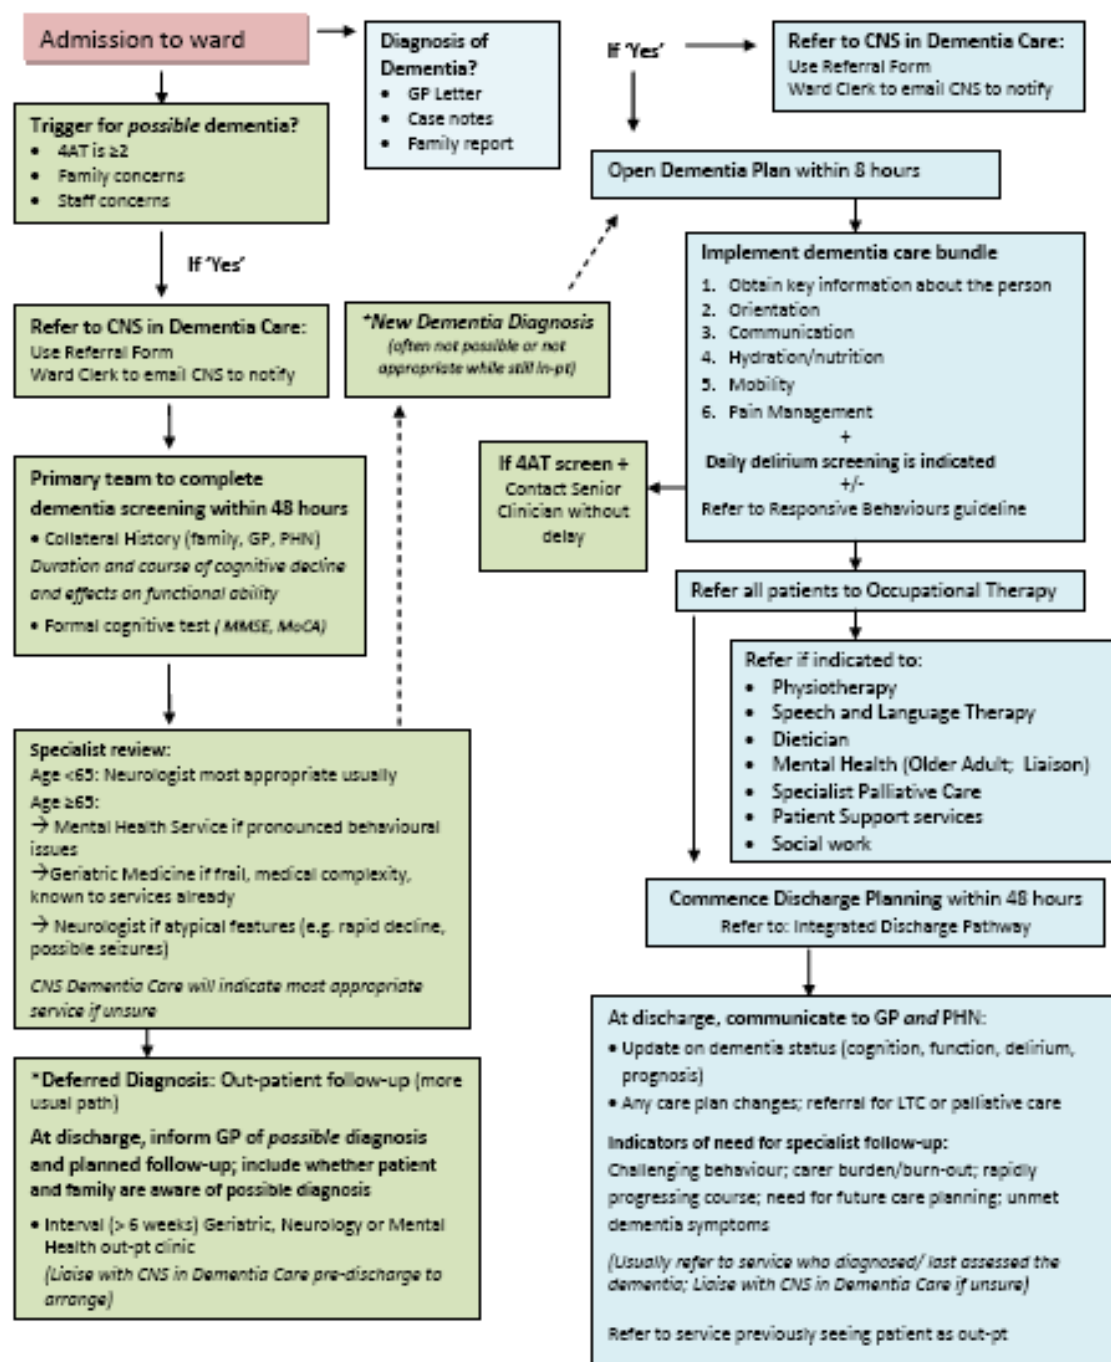 Admission to ward
Diagnosis of
Dementia?
• GP Letter
• Case notes
• Family report
If 'Yes'
Refer to CNS in Dementia Care:
Use Referral Form
Ward Clerk to email CNS to notify
Trigger for possible dementia?
• 4AT is ≥2
• Family concerns
• Staff concerns
Open Dementia Plan within 8 hours
If 'Yes'
Implement dementia care bundle
1. Obtain key information about the person
2. Orientation
3. Communication
4. Hydration/nutrition
5. Mobility
6. Pain Management
+
Daily delirium screening is indicated
+/-
Refer to Responsive Behaviours guideline
Refer to CNS in Dementia Care:
Use Referral Form
Ward Clerk to email CNS to notify
*New Dementia Diagnosis
(often not possible or not
appropriate while still in-pt)
If 4AT screen +
Contact Senior
Clinician without
delay
Primary team to complete
dementia screening within 48 hours
• Collateral History (family, GP, PHN)
Duration and course of cognitive decline
and effects on functional ability
• Formal cognitive test ( MMSE, MoCA)
Refer all patients to Occupational Therapy
Refer if indicated to:
• Physiotherapy
• Speech and Language Therapy
• Dietician
• Mental Health (Older Adult; Liaison)
• Specialist Palliative Care
• Patient Support services
• Social work
Specialist review:
Age <65: Neurologist most appropriate usually
Age ≥65:
→ Mental Health Service if pronounced behavioural
issues
→Geriatric Medicine if frail, medical complexity,
known to services already
→ Neurologist if atypical features (e.g. rapid decline,
possible seizures)
CNS Dementia Care will indicate most appropriate
service if unsure
Commence Discharge Planning within 48 hours
Refer to: Integrated Discharge Pathway
*Deferred Diagnosis: Out-patient follow-up (more
usual path)
At discharge, inform GP of possible diagnosis
and planned follow-up; include whether patient
and family are aware of possible diagnosis
• Interval (> 6 weeks) Geriatric, Neurology or Mental
Health out-pt clinic
(Liaise with CNS in Dementia Care pre-discharge to
arrange)
At discharge, communicate to GP and PHN:
• Update on dementia status (cognition, function, delirium,
prognosis)
• Any care plan changes; referral for LTC or palliative care
Indicators of need for specialist follow-up:
Challenging behaviour; carer burden/burn-out; rapidly
progressing course; need for future care planning; unmet
dementia symptoms
(Usually refer to service who diagnosed/ last assessed the
dementia; Liaise with CNS in Dementia Care if unsure)
Refer to service previously seeing patient as out-pt